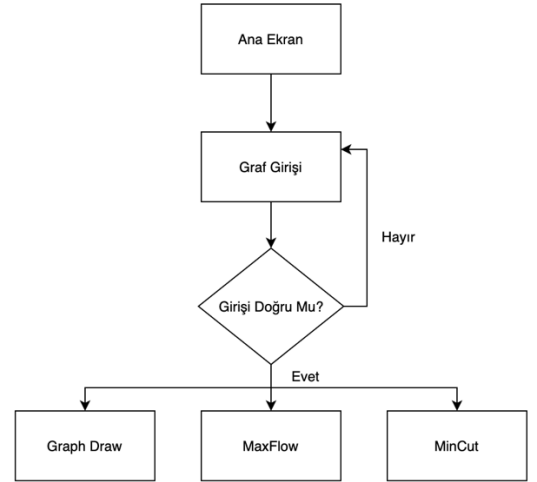 Ana Ekran
Graf Girişi
Hayır
Girişi Doğru Mu?
Evet
Graph Draw
MaxFlow
MinCut